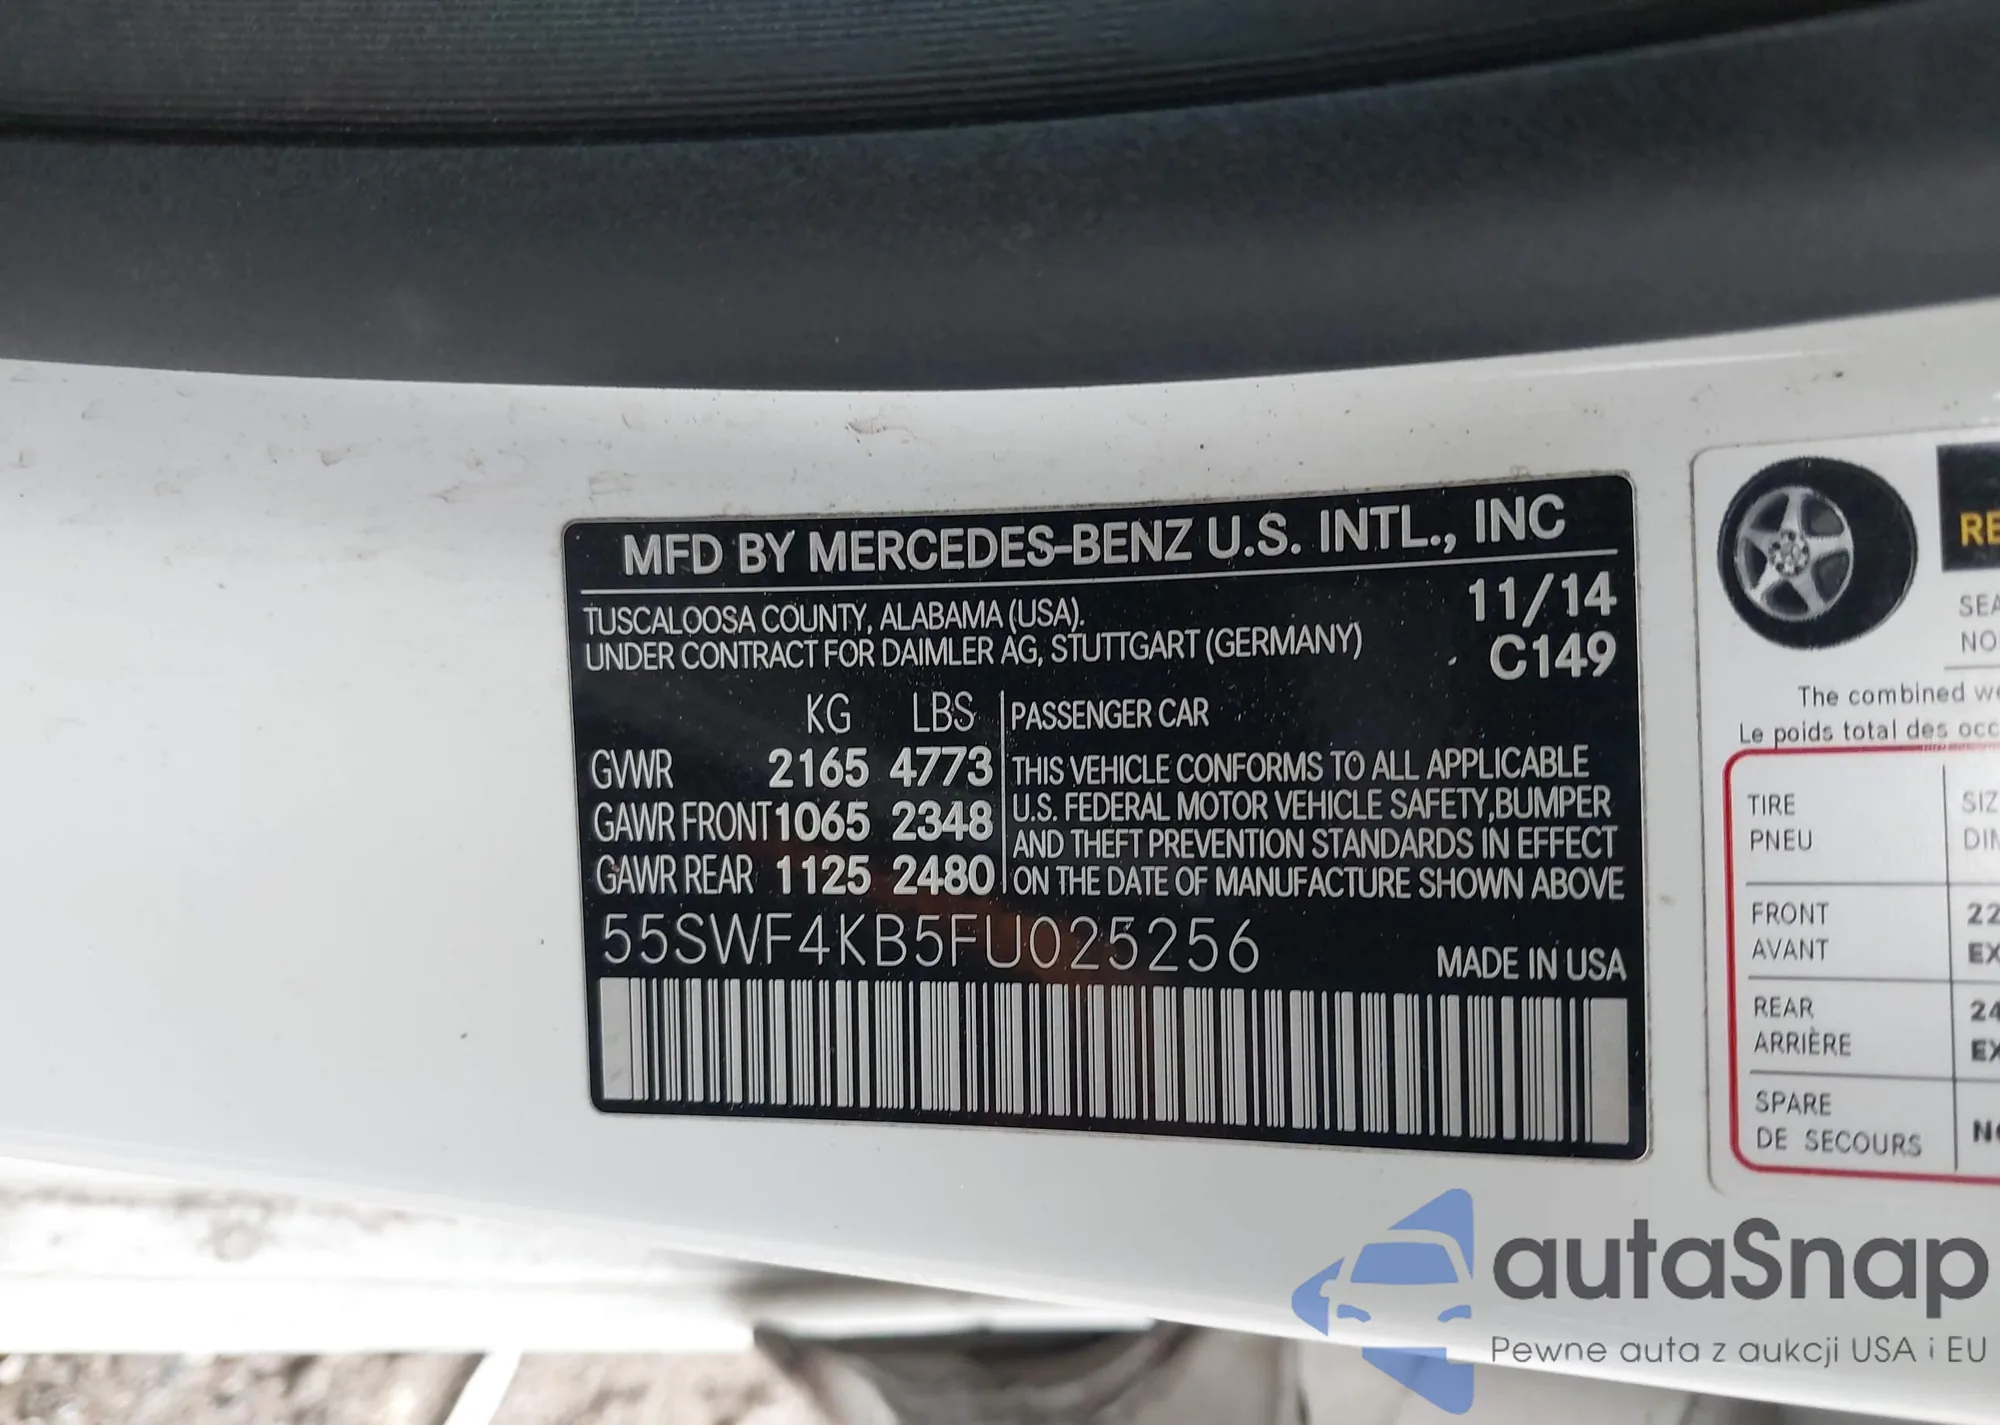 MFD BY MERCEDES-BENZ U.S. INTL., INC
TUSCALOOSA COUNTY, ALABAMA (USA).
UNDER CONTRACT FOR DAIMLER AG, STUTTGART (GERMANY)
11/14
C149
KG LBS
GVWR 2165 4773
GAWR FRONT 1065 2348
GAWR REAR 1125 2480
PASSENGER CAR
THIS VEHICLE CONFORMS TO ALL APPLICABLE
U.S. FEDERAL MOTOR VEHICLE SAFETY, BUMPER
AND THEFT PREVENTION STANDARDS IN EFFECT
ON THE DATE OF MANUFACTURE SHOWN ABOVE
55SWF4KB5FU025256
MADE IN USA
The combined
Le poids total des
TIRE
PNEU
FRONT
AVANT
REAR
ARRIÈRE
SPARE
DE SECOURS
autaSnap
Pewne auta z aukcji USA i EU